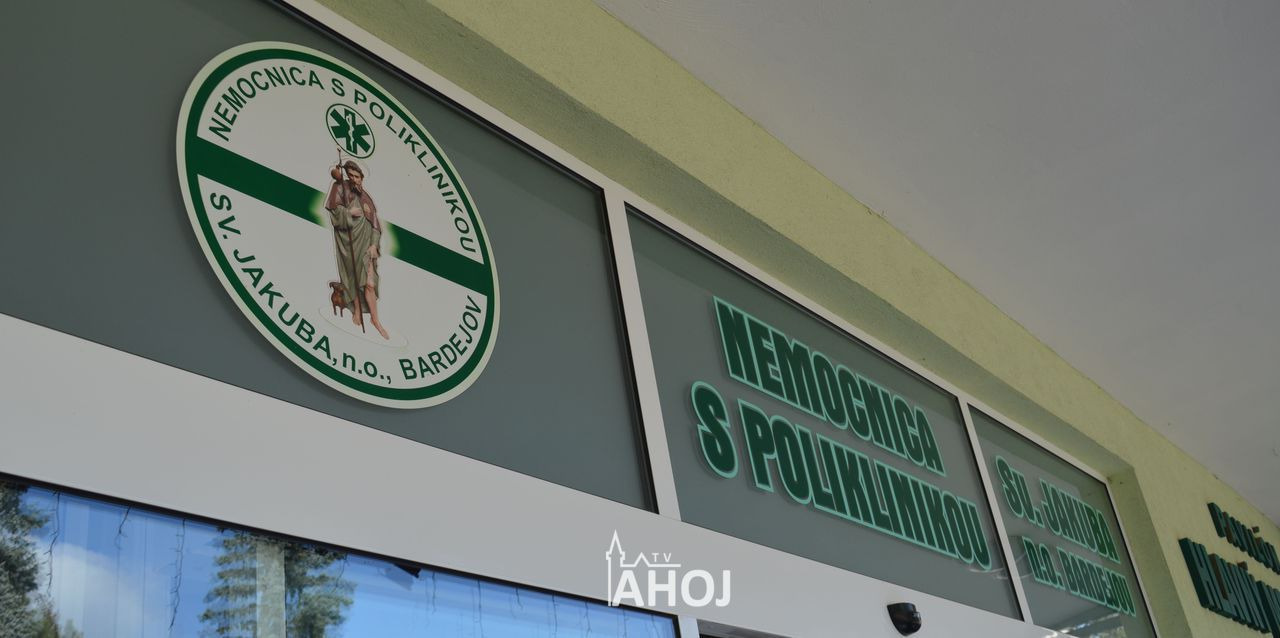 NEMOCNICA S POLIKLINIKOU
SV. JAKUBA, n.o., BARDEJOV
NEMOCNICA
S POLIKLINIKOU
SV. JAKUBA
N.O. BARDEJOV
TV
AHOJ